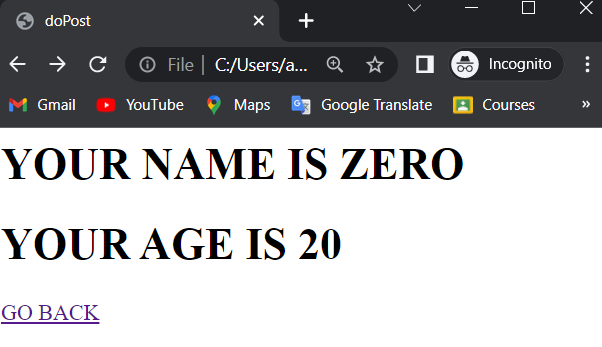 doPost
File C:/Users/a... Incognito
Gmail YouTube Maps Google Translate Courses »
YOUR NAME IS ZERO
YOUR AGE IS 20
GO BACK